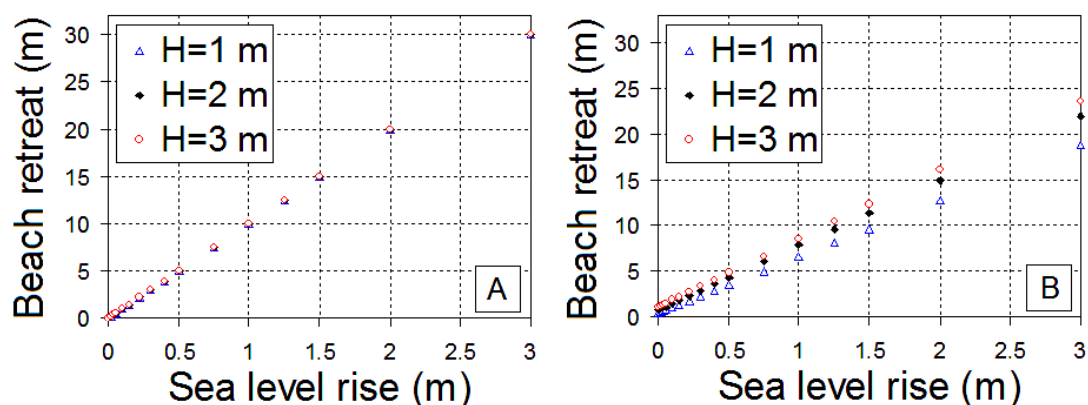 Beach retreat (m)
30
25
20
15
10
5
0
H=1 m
H=2 m
H=3 m
A
0 0.5 1 1.5 2 2.5 3
Sea level rise (m)
Beach retreat (m)
30
25
20
15
10
5
0
H=1 m
H=2 m
H=3 m
B
0 0.5 1 1.5 2 2.5 3
Sea level rise (m)